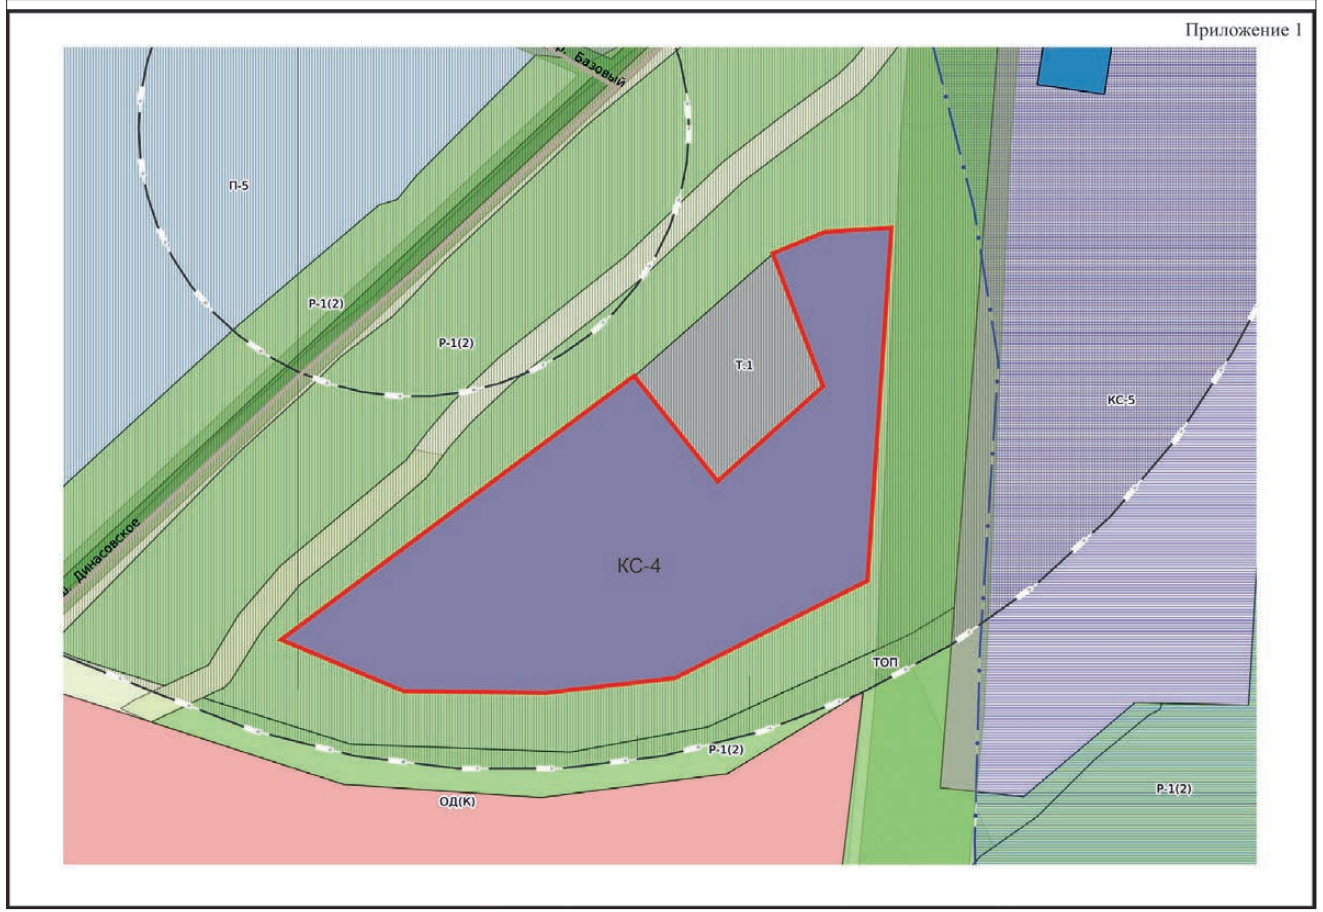 Приложение 1
р. Базовый
П-5
Р-1(2)
Р-1(2)
Т.1
КС-5
КС-4
ш. Динасовское
ТОП
Р-1(2)
ОД(К)
Р-1(2)